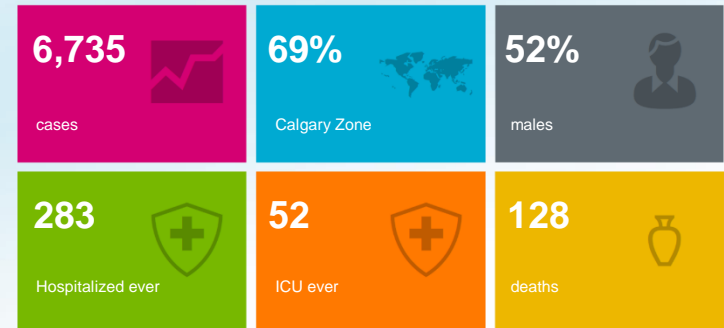 6,735
cases
69%
Calgary Zone
52%
males
283
Hospitalized ever
52
ICU ever
128
deaths